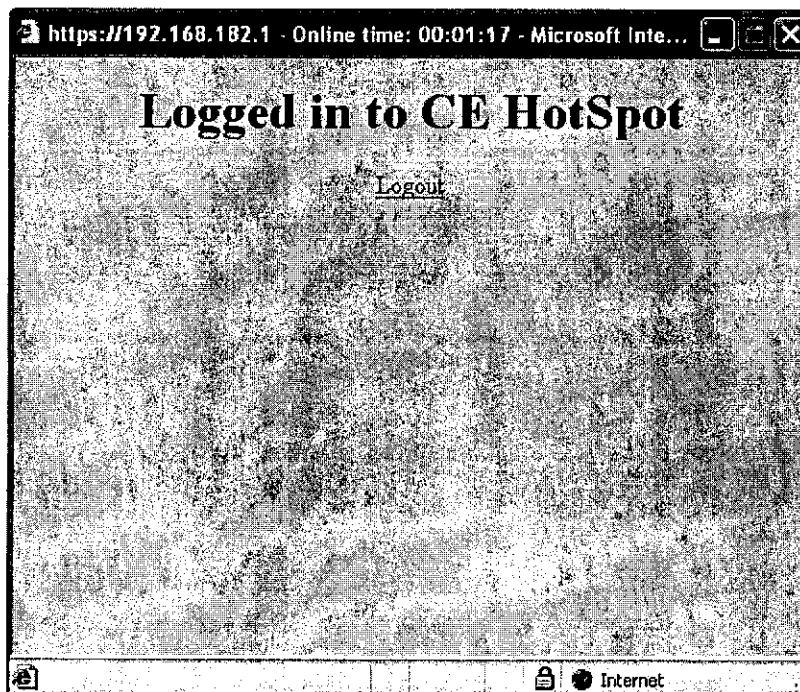 https://192.168.182.1 - Online time: 00:01:17 - Microsoft Inte...
Logged in to CE HotSpot
Logout
Internet